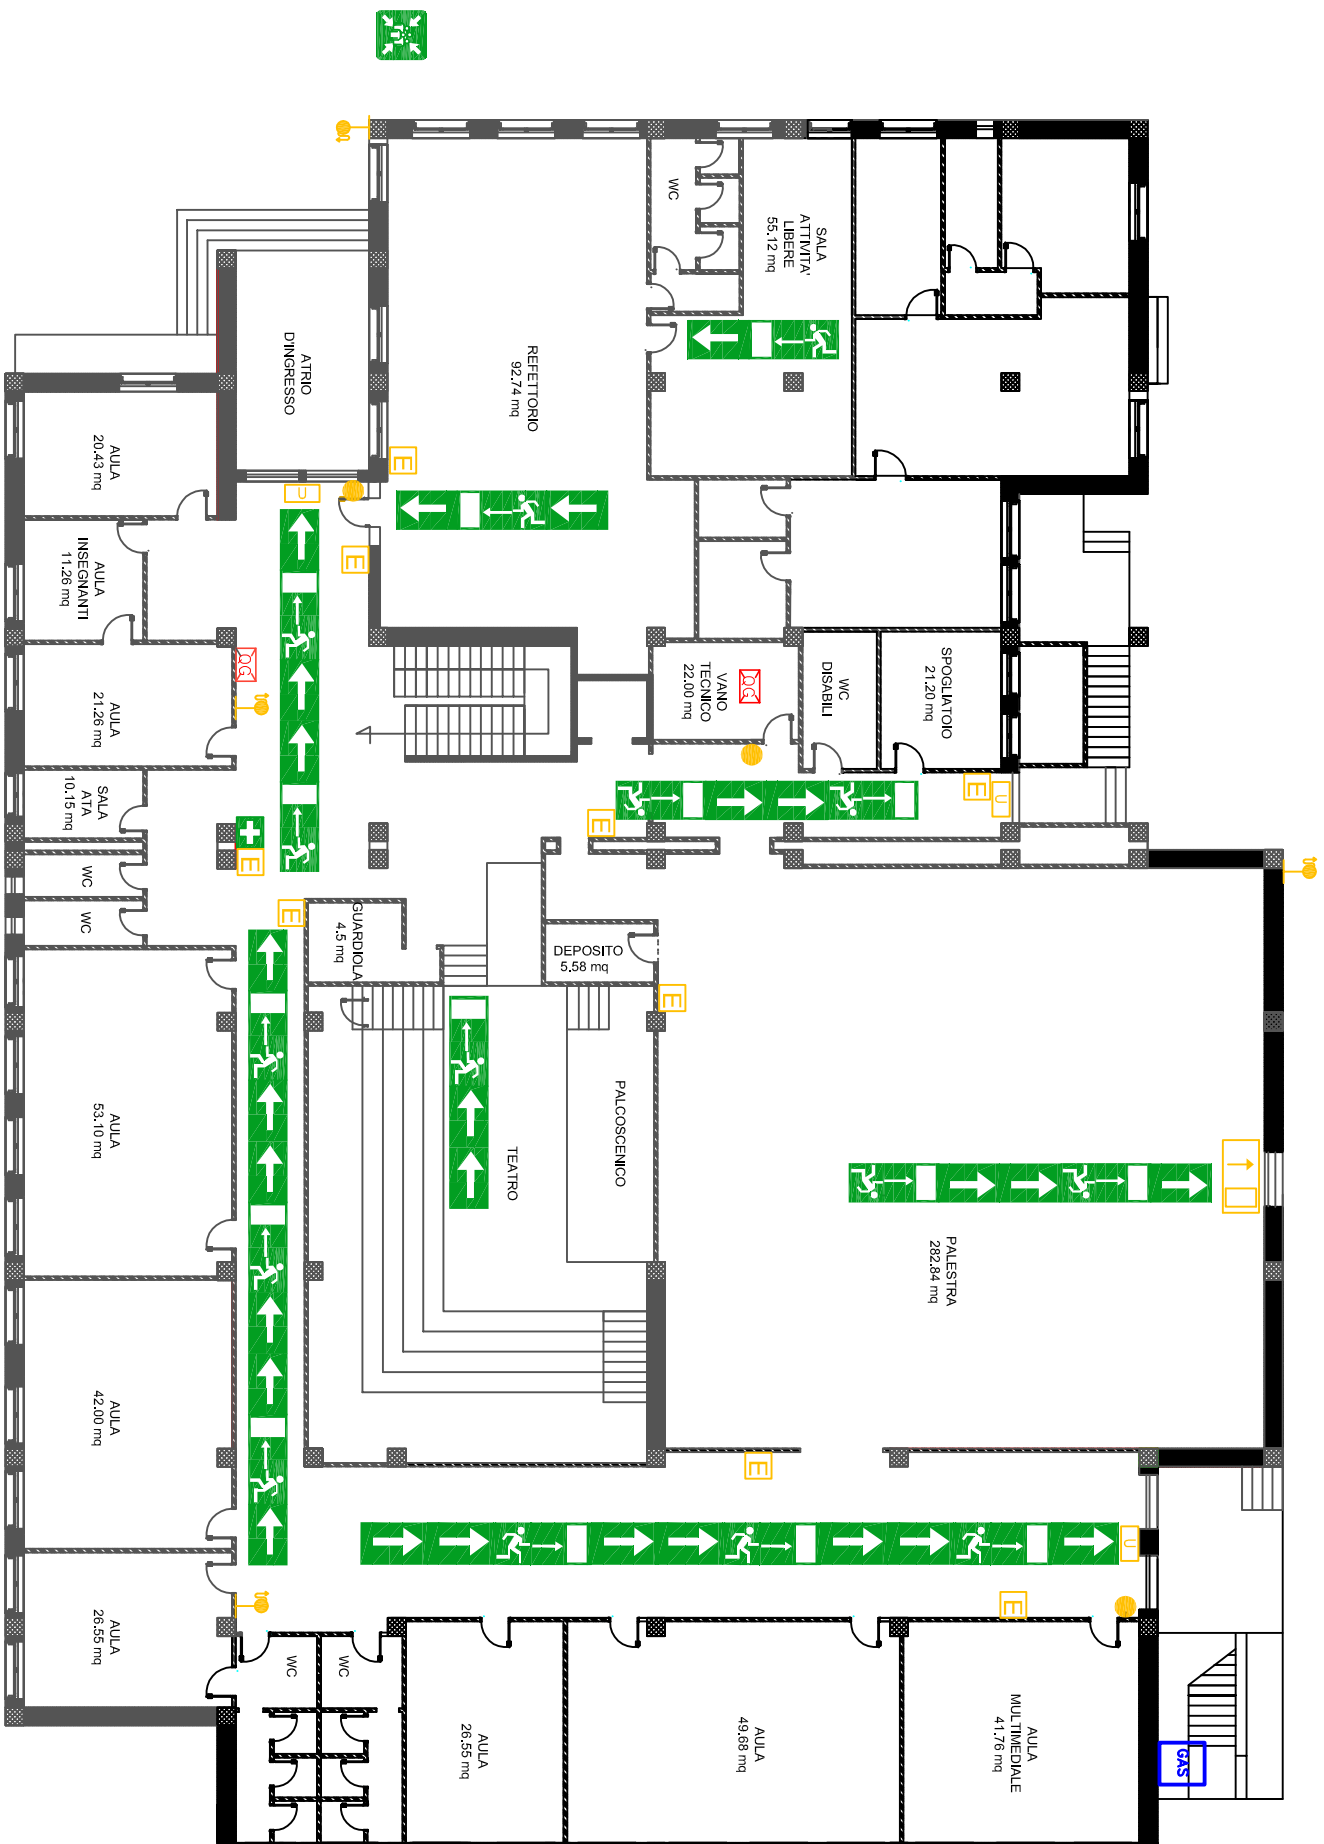 WC
SALA
ATTIVITA'
LIBERE
55.12 mq
ATRIO
D'INGRESSO
REFETTORIO
92.74 mq
AULA
20.43 mq
E
U
E
AULA
INSEGNANTI
11.26 mq
QG
AULA
21.26 mq
VANO
TECNICO
22.00 mq
QG
WC
DISABILI
SPOGLIATOIO
21.20 mq
SALA
ATA
10.15 mq
E
U
E
E
WC
WC
E
GUARDIOLA
4.5 mq
DEPOSITO
5.58 mq
E
AULA
53.10 mq
PALCOSCENICO
TEATRO
PALESTRA
282.84 mq
AULA
42.00 mq
E
U
E
AULA
26.55 mq
WC
WC
AULA
26.55 mq
AULA
49.68 mq
AULA
MULTIMEDIALE
41.76 mq
GAS